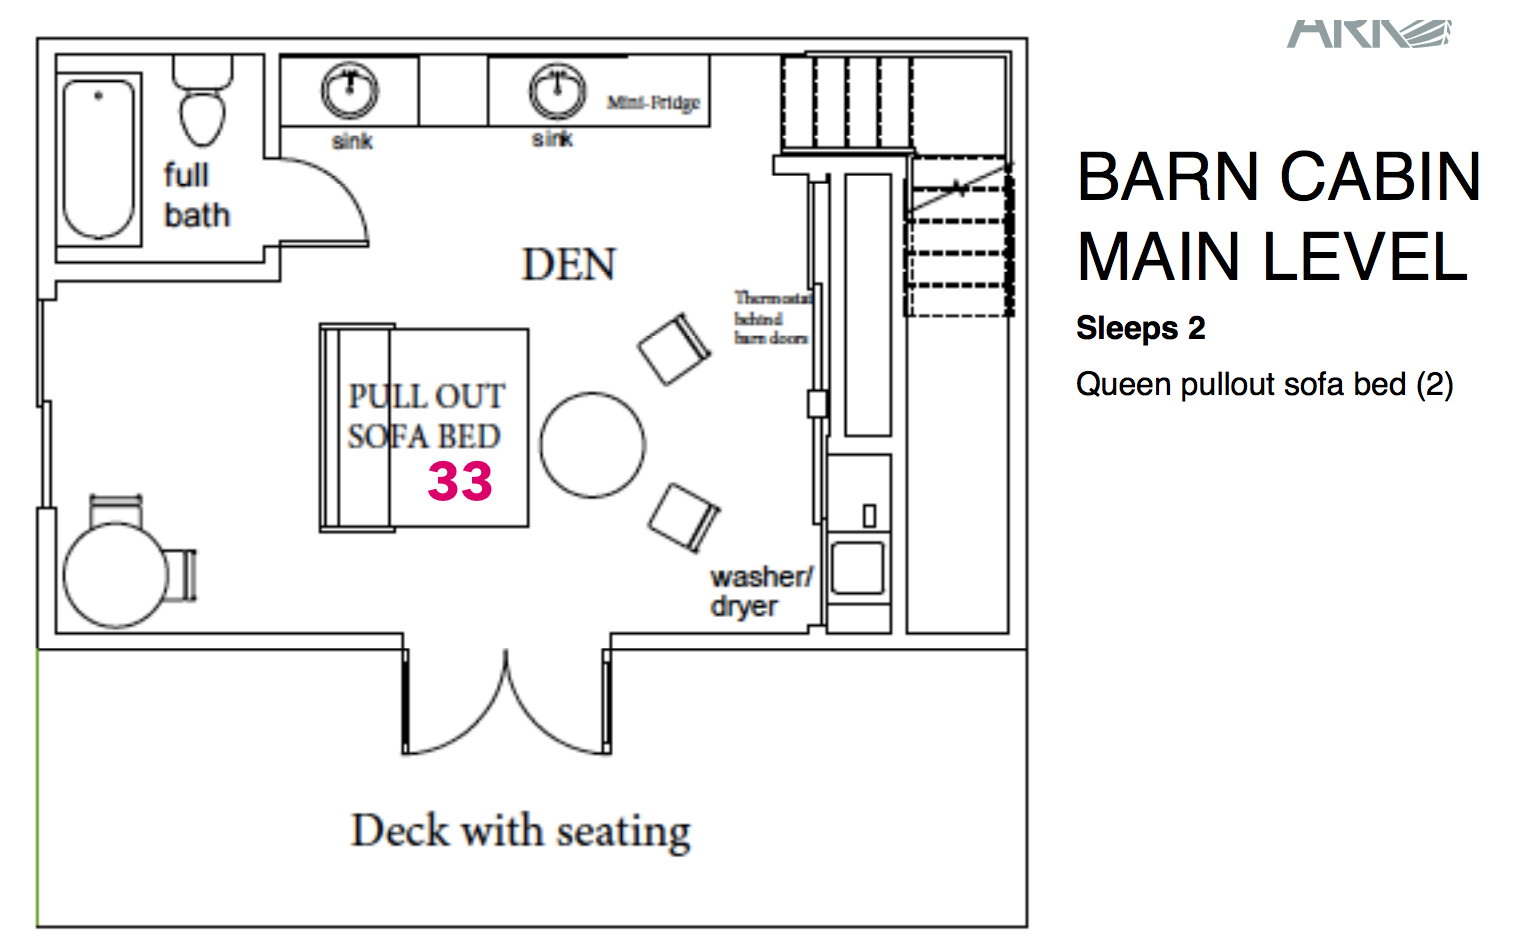 BARN CABIN
MAIN LEVEL
Sleeps 2
Queen pullout sofa bed (2)
sink
sink
Mini-Fridge
full
bath
DEN
Thermostat
behind
barn doors
PULL OUT
SOFA BED
33
washer/
dryer
Deck with seating